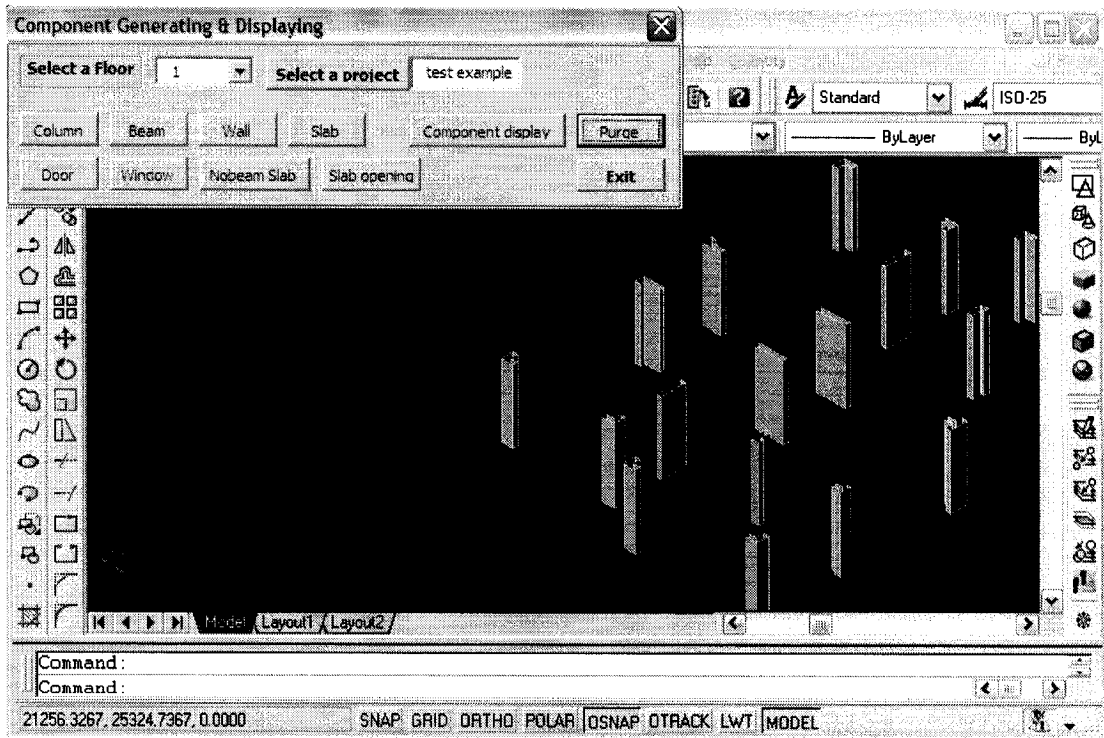 Component Generating & Displaying
Select a Floor 1 Select a project test example
Column Beam Wall Slab Component display Purge
Door Window Nobeam Slab Slab opening Exit
Standard ISO-25
ByLayer ByL
Model Layout1 Layout2
Command:
Command:
21256.3267, 25324.7367, 0.0000 SNAP GRID ORTHO POLAR OSNAP OTRACK LWT MODEL